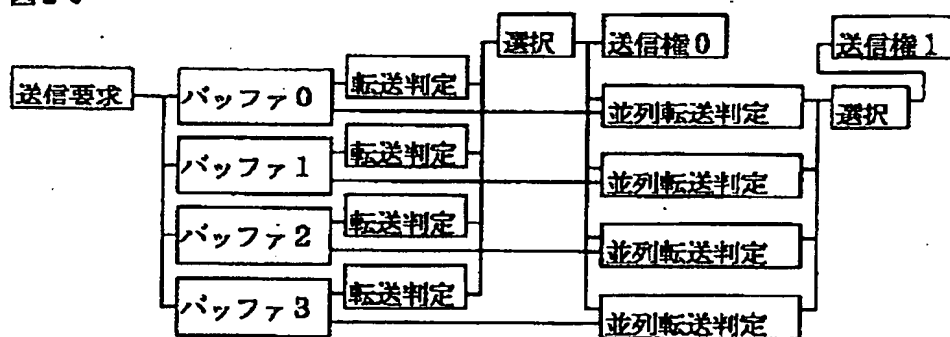 選択
送信権0
送信権1
送信要求
バッファ0
転送判定
並列転送判定
選択
バッファ1
転送判定
並列転送判定
バッファ2
転送判定
並列転送判定
バッファ3
転送判定
並列転送判定